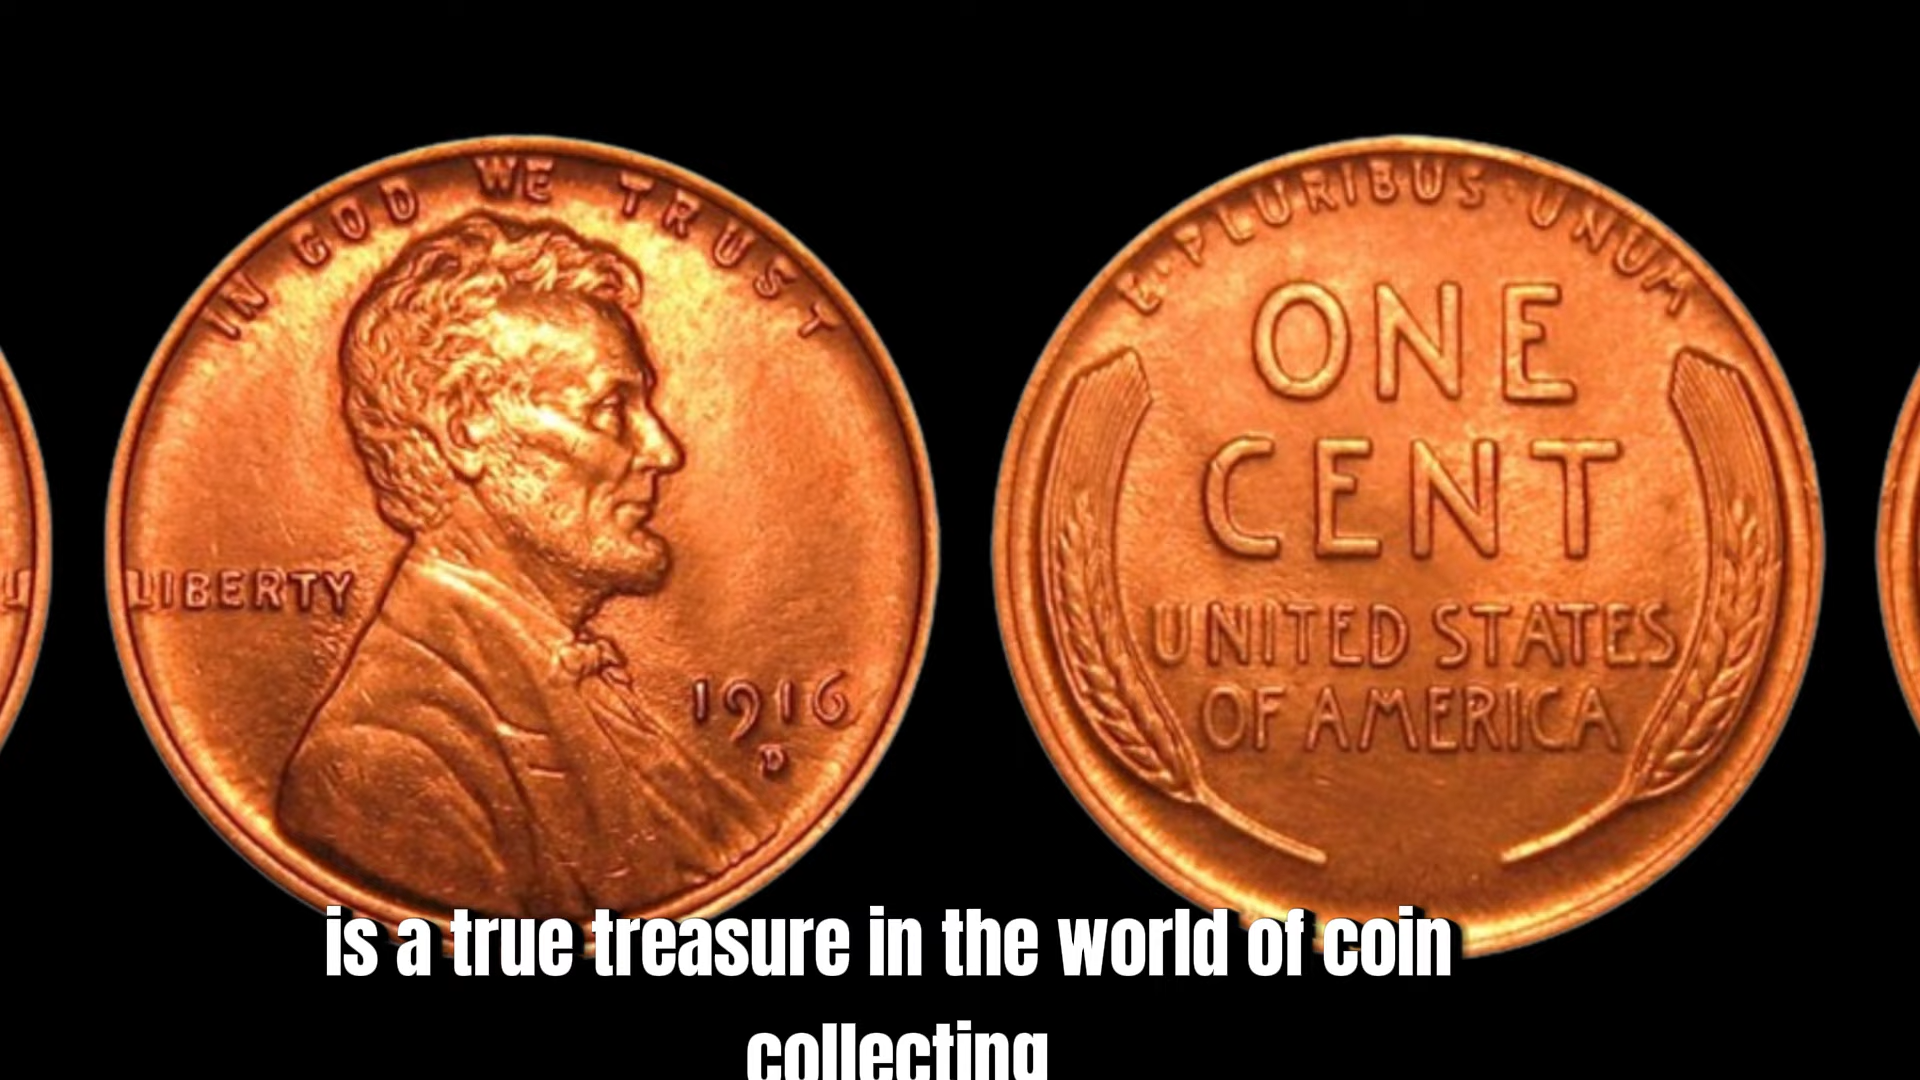 IN GOD WE TRUST
LIBERTY
1916
D
E·PLURIBUS·UNUM
ONE
CENT
UNITED STATES
OF AMERICA
is a true treasure in the world of coin
collecting